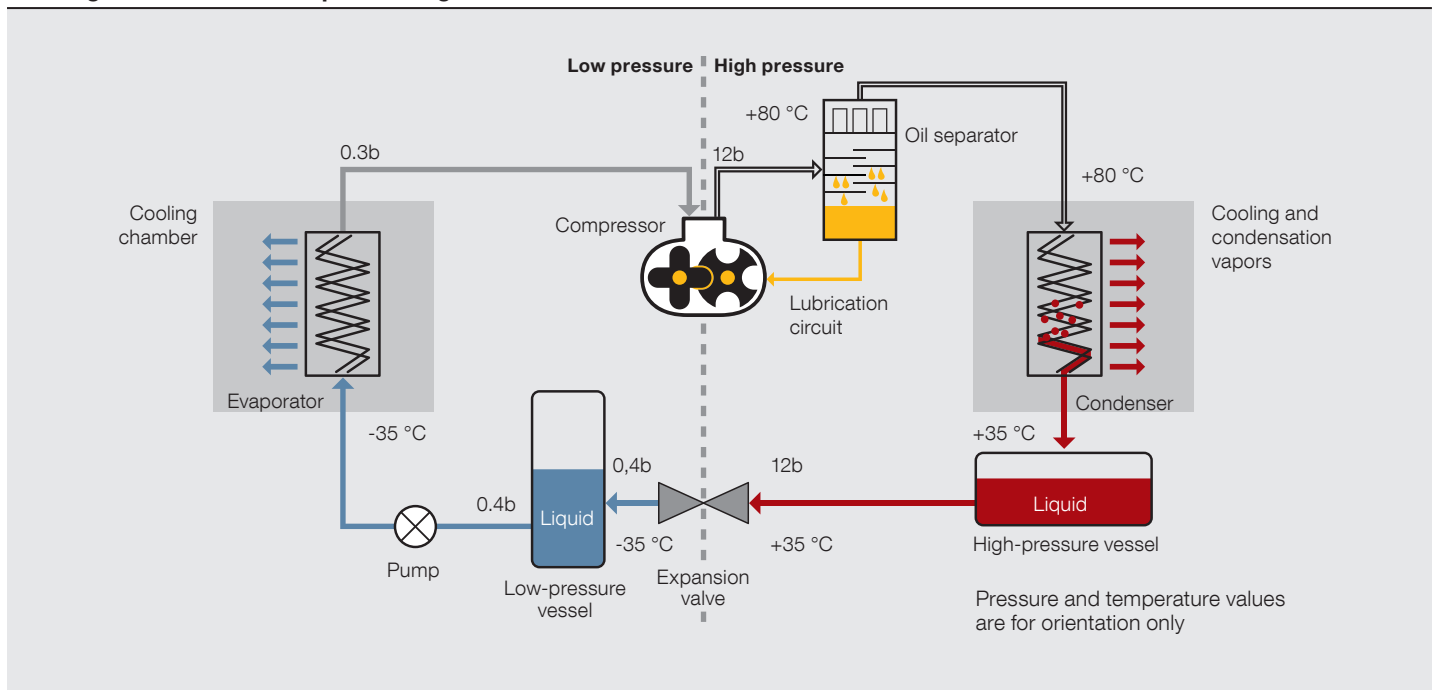 Low pressure
High pressure
+80 °C
Oil separator
0.3b
12b
+80 °C
Cooling
chamber
Compressor
Cooling and
condensation
vapors
Lubrication
circuit
Evaporator
Condenser
-35 °C
+35 °C
0,4b
12b
0.4b
Liquid
Liquid
-35 °C
+35 °C
High-pressure vessel
Pump
Low-pressure
vessel
Expansion
valve
Pressure and temperature values
are for orientation only